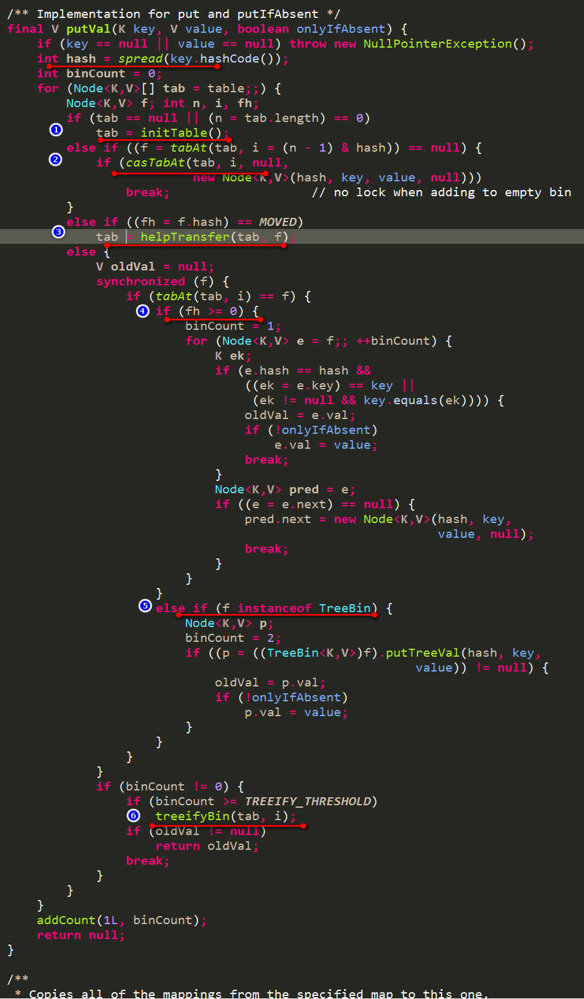 /** Implementation for put and putIfAbsent */
final V putVal(K key, V value, boolean onlyIfAbsent) {
    if (key == null || value == null) throw new NullPointerException();
    int hash = spread(key.hashCode());
    int binCount = 0;
    for (Node<K,V>[] tab = table;;) {
        Node<K,V> f; int n, i, fh;
        if (tab == null || (n = tab.length) == 0)
1           tab = initTable();
        else if ((f = tabAt(tab, i = (n - 1) & hash)) == null) {
2           if (casTabAt(tab, i, null,
                         new Node<K,V>(hash, key, value, null)))
                break;                   // no lock when adding to empty bin
        }
        else if ((fh = f.hash) == MOVED)
3           tab = helpTransfer(tab, f);
        else {
            V oldVal = null;
            synchronized (f) {
                if (tabAt(tab, i) == f) {
4                   if (fh >= 0) {
                        binCount = 1;
                        for (Node<K,V> e = f;; ++binCount) {
                            K ek;
                            if (e.hash == hash &&
                                ((ek = e.key) == key ||
                                 (ek != null && key.equals(ek)))) {
                                oldVal = e.val;
                                if (!onlyIfAbsent)
                                    e.val = value;
                                break;
                            }
                            Node<K,V> pred = e;
                            if ((e = e.next) == null) {
                                pred.next = new Node<K,V>(hash, key,
                                                          value, null);
                                break;
                            }
                        }
                    }
5                   else if (f instanceof TreeBin) {
                        Node<K,V> p;
                        binCount = 2;
                        if ((p = ((TreeBin<K,V>)f).putTreeVal(hash, key,
                                                       value)) != null) {
                            oldVal = p.val;
                            if (!onlyIfAbsent)
                                p.val = value;
                        }
                    }
                }
            }
            if (binCount != 0) {
                if (binCount >= TREEIFY_THRESHOLD)
6                   treeifyBin(tab, i);
                if (oldVal != null)
                    return oldVal;
                break;
            }
        }
    }
    addCount(1L, binCount);
    return null;
}
/**
 * Copies all of the mappings from the specified map to this one.